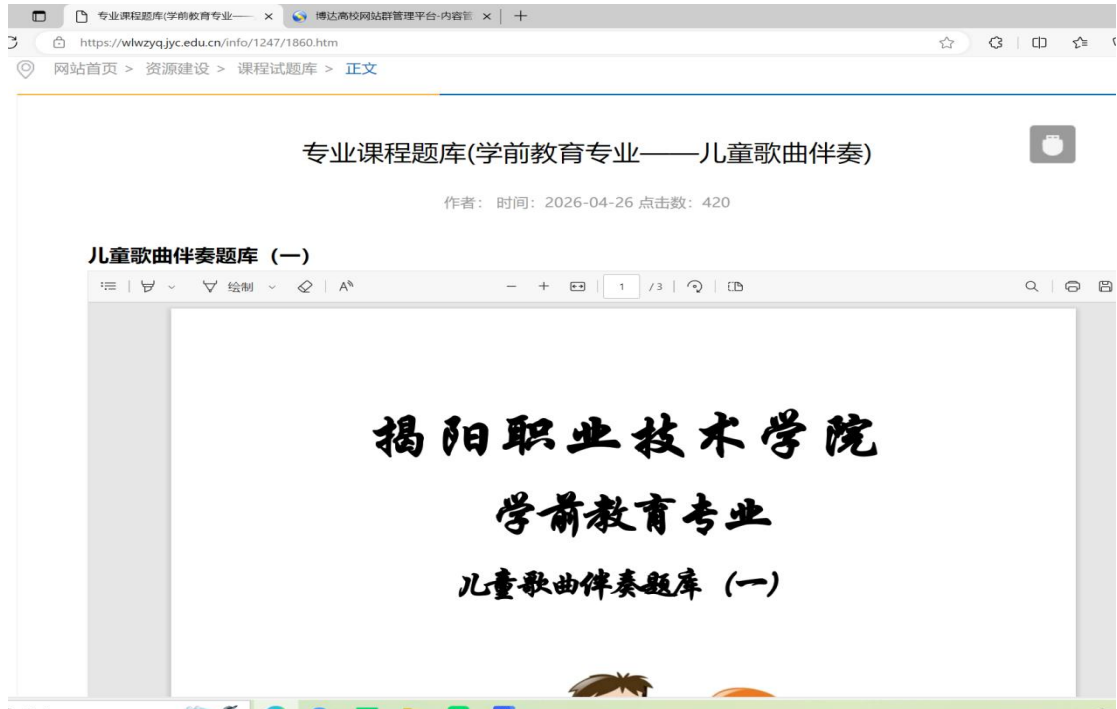 专业课程题库(学前教育专业——
博达高校网站群管理平台-内容管
https://wlwzyq.jyc.edu.cn/info/1247/1860.htm
网站首页 > 资源建设 > 课程试题库 > 正文
专业课程题库(学前教育专业——儿童歌曲伴奏)
作者： 时间：2026-04-26 点击数：420
儿童歌曲伴奏题库（一）
绘制 1 /3
揭阳职业技术学院
学前教育专业
儿童歌曲伴奏题库（一）